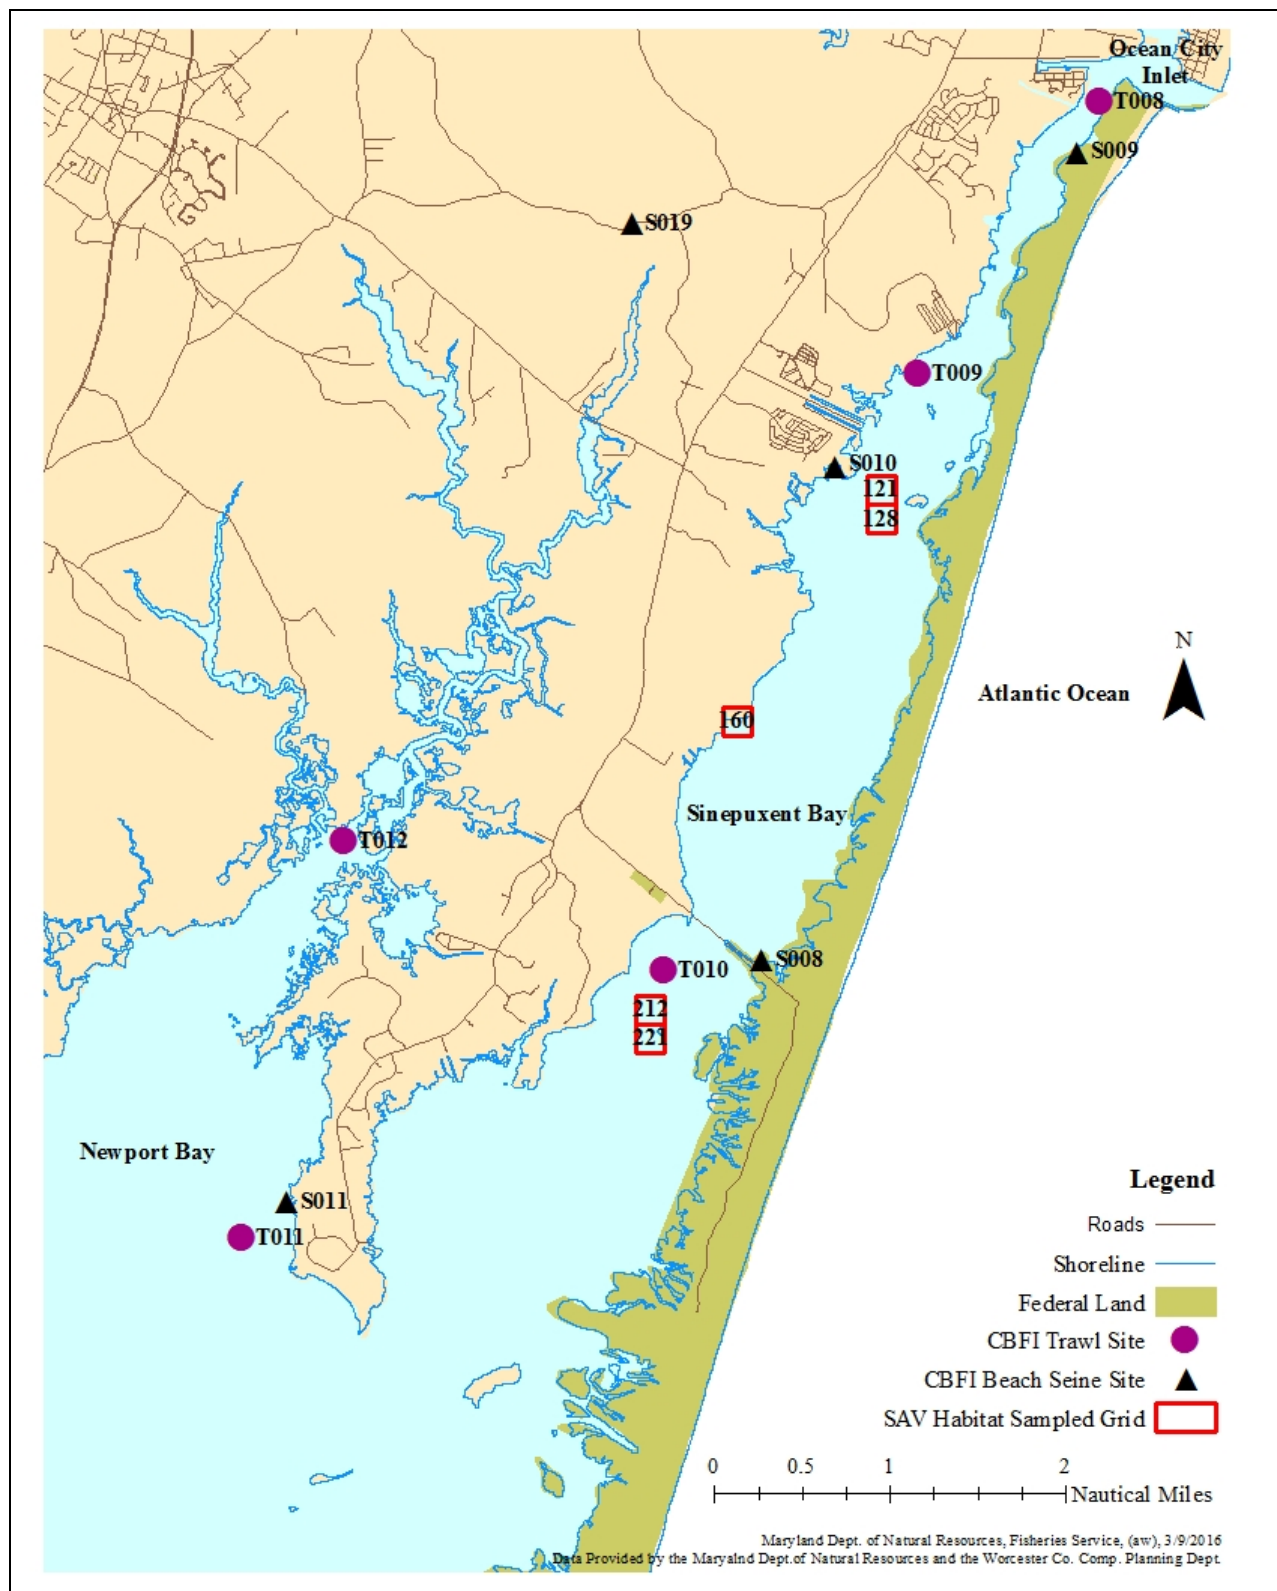 Ocean City
Inlet
T008
S009
S019
T009
S010
121
128
N
Atlantic Ocean
160
Sinepuxent Bay
T012
S008
T010
212
221
Newport Bay
S011
T011
Legend
Roads
Shoreline
Federal Land
CBFI Trawl Site
CBFI Beach Seine Site
SAV Habitat Sampled Grid
0 0.5 1 2
Nautical Miles
Maryland Dept. of Natural Resources, Fisheries Service, (aw), 3/9/2016
Data Provided by the Maryalnd Dept.of Natural Resources and the Worcester Co. Comp. Planning Dept.